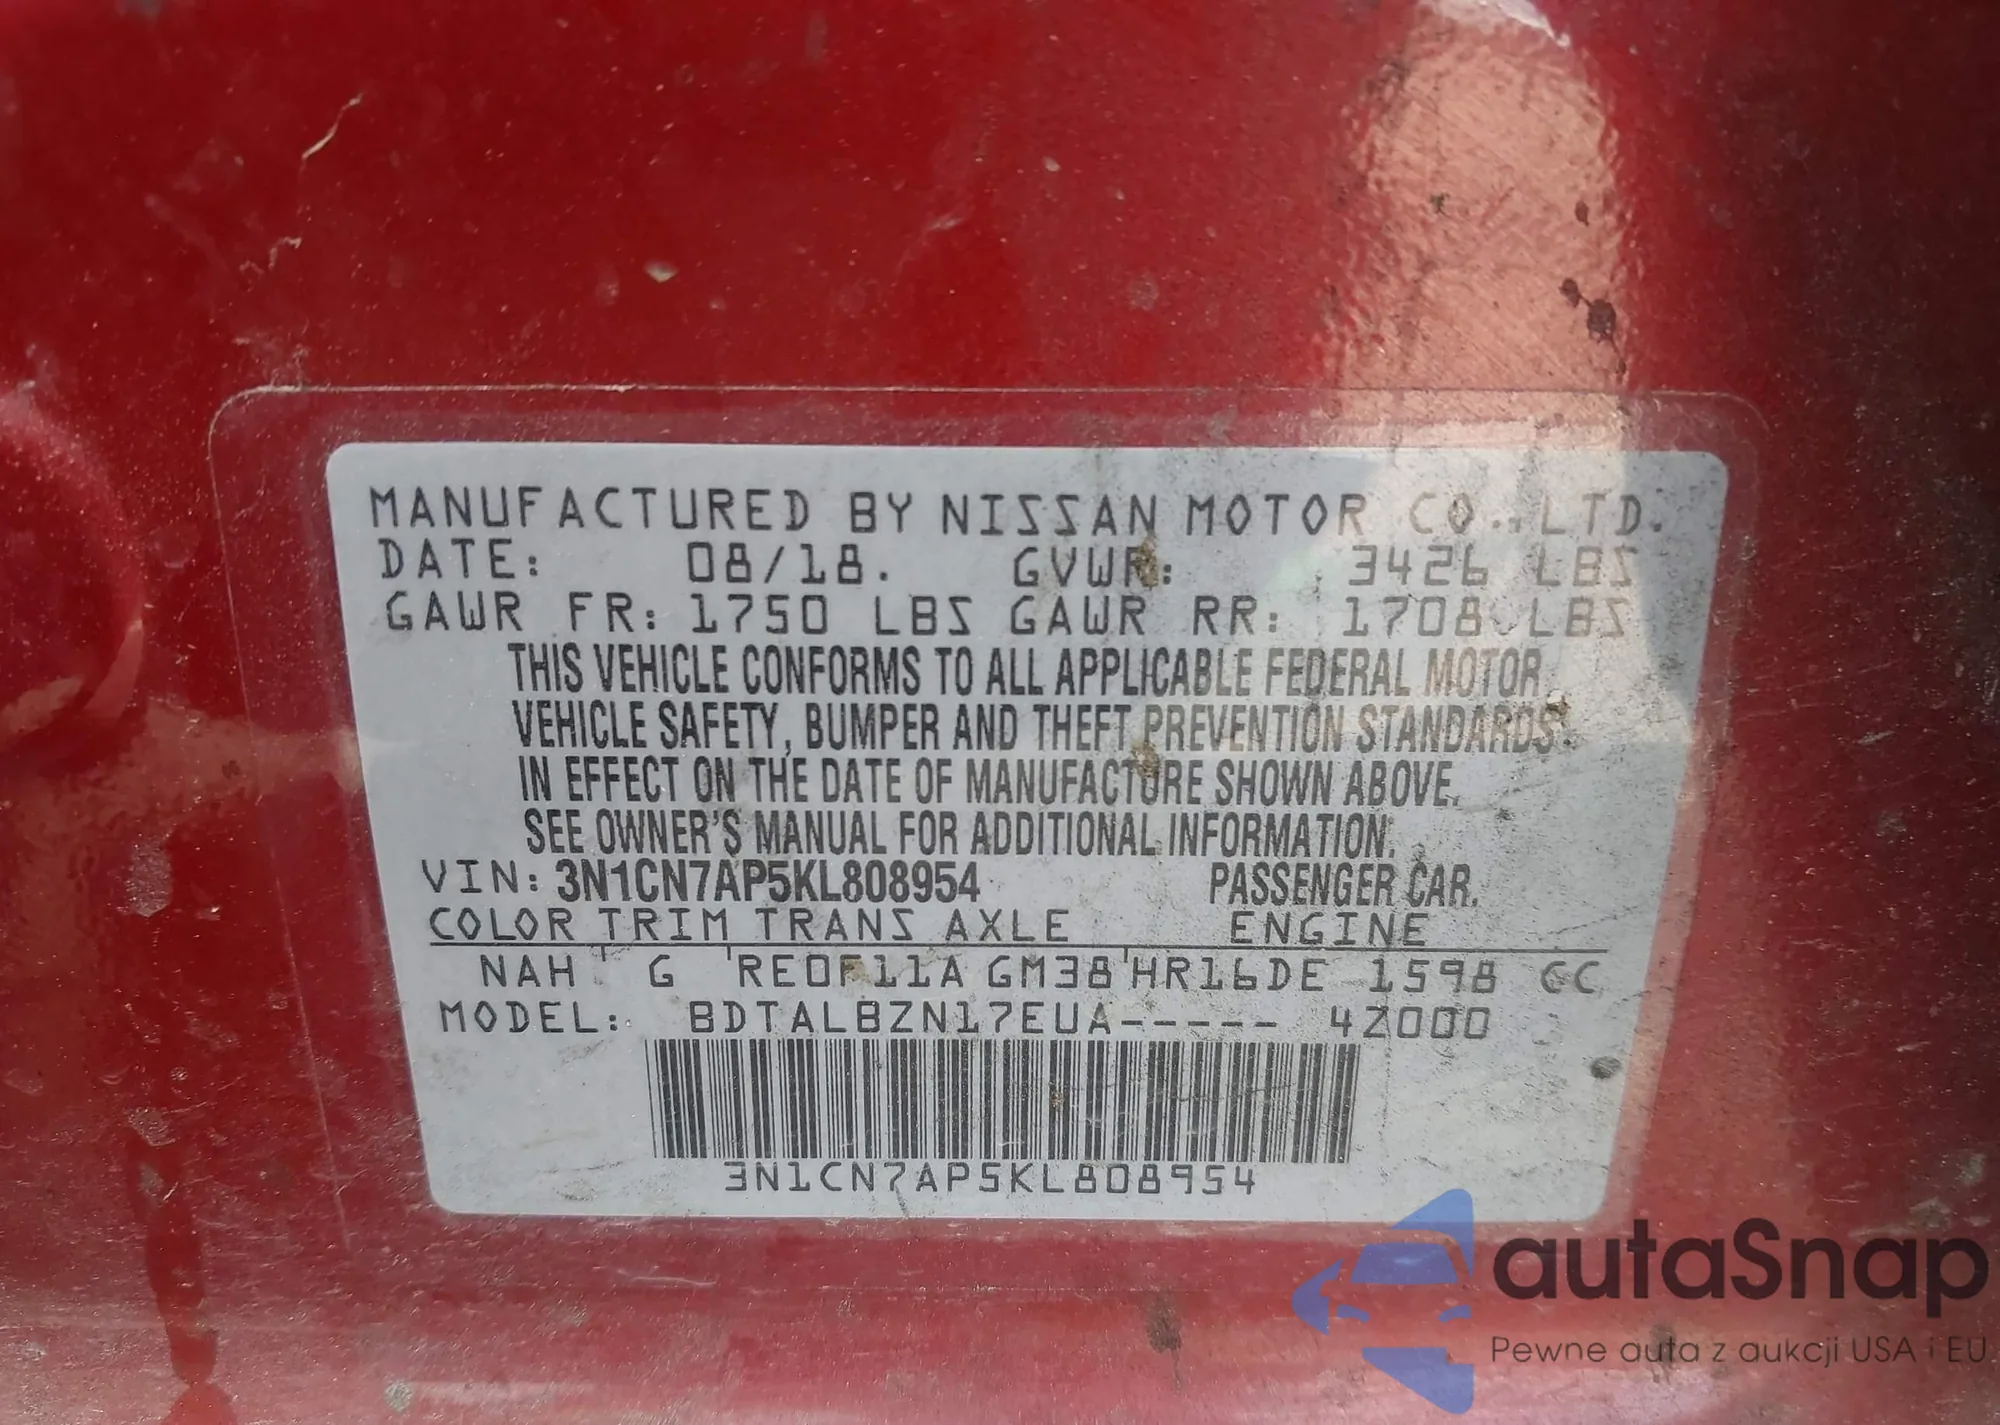 MANUFACTURED BY NISSAN MOTOR CO., LTD.
DATE: 08/18. GVWR: 3426 LBS
GAWR FR: 1750 LBS GAWR RR: 1708 LBS
THIS VEHICLE CONFORMS TO ALL APPLICABLE FEDERAL MOTOR
VEHICLE SAFETY, BUMPER AND THEFT PREVENTION STANDARDS
IN EFFECT ON THE DATE OF MANUFACTURE SHOWN ABOVE.
SEE OWNER'S MANUAL FOR ADDITIONAL INFORMATION.
VIN: 3N1CN7AP5KL808954 PASSENGER CAR.
COLOR TRIM TRANS AXLE ENGINE
NAH G RE0F11A GM38 HR16DE 1598 CC
MODEL: BDTALBZN17EUA----- 4Z000
3N1CN7AP5KL808954
autaSnap
Pewne auta z aukcji USA i EU